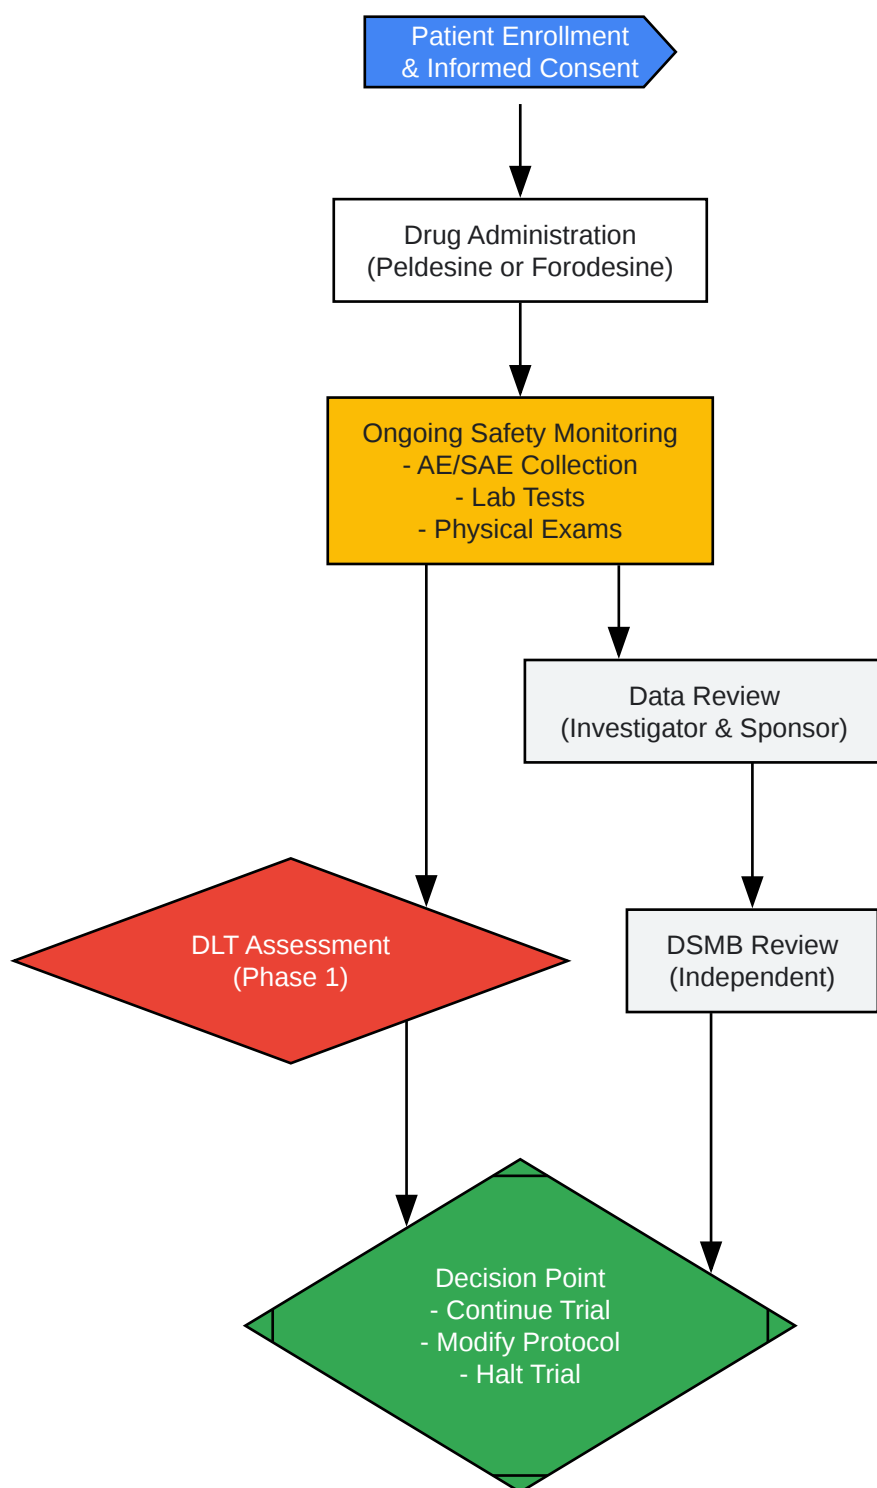 Patient Enrollment
& Informed Consent
Drug Administration
(Peldesine or Forodesine)
Ongoing Safety Monitoring
- AE/SAE Collection
- Lab Tests
- Physical Exams
Data Review
(Investigator & Sponsor)
DLT Assessment
(Phase 1)
DSMB Review
(Independent)
Decision Point
- Continue Trial
- Modify Protocol
- Halt Trial